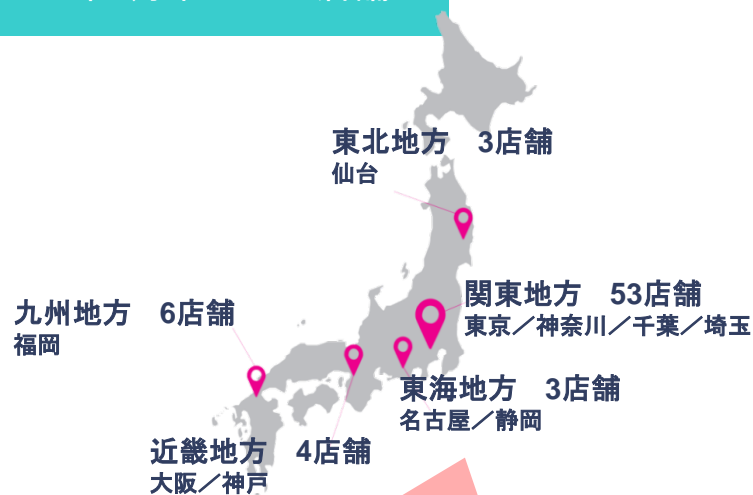 東北地方　3店舗
仙台
関東地方　53店舗
東京／神奈川／千葉／埼玉
九州地方　6店舗
福岡
東海地方　3店舗
名古屋／静岡
近畿地方　4店舗
大阪／神戸